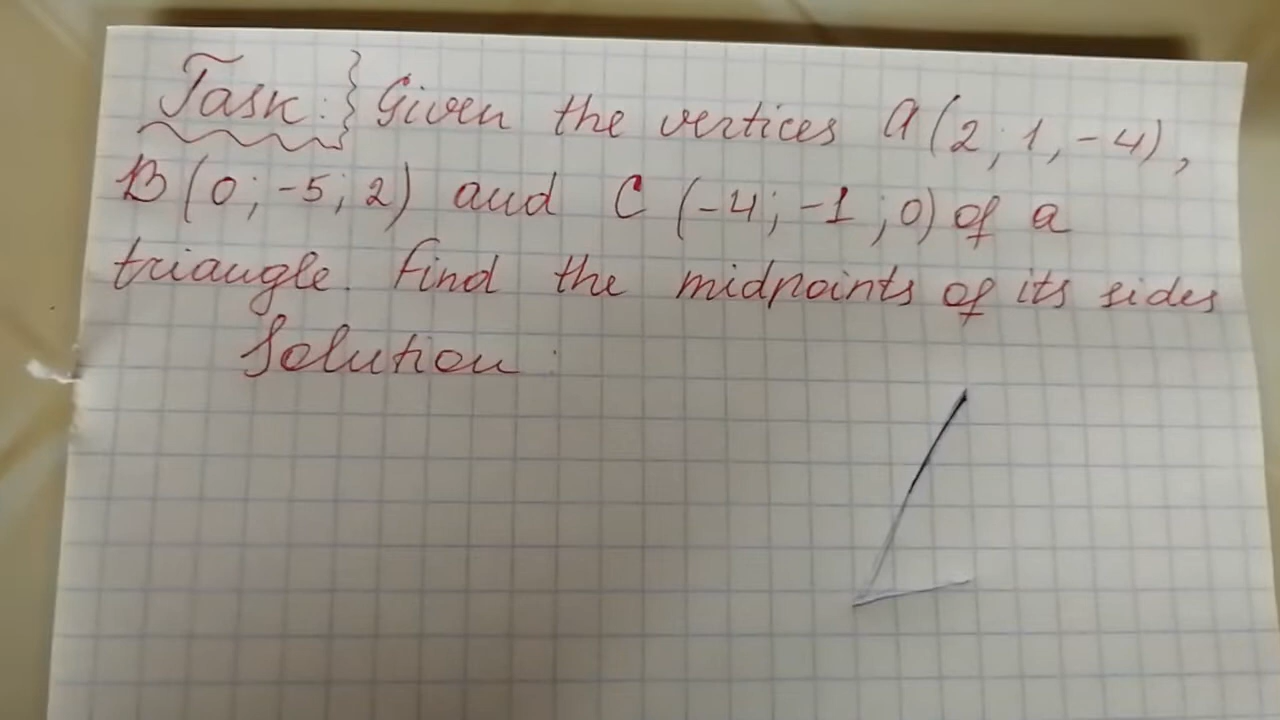 Task: } Given the vertices A(2; 1, -4),
B(0; -5; 2) and C (-4; -1; 0) of a
triangle. Find the midpoints of its sides
Solution: